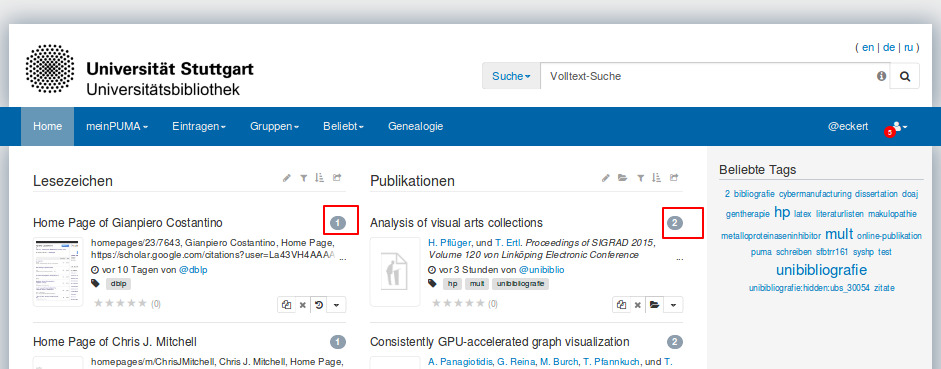 ( en | de | ru )
Universität Stuttgart
Universitätsbibliothek
Suche Volltext-Suche
Home meinPUMA Eintragen Gruppen Beliebt Genealogie @eckert 5
Lesezeichen
Home Page of Gianpiero Costantino 1
homepages/23/7643, Gianpiero Costantino, Home Page,
https://scholar.google.com/citations?user=La43VH4AAAA ...
vor 10 Tagen von @dblp
dblp
(0)
Home Page of Chris J. Mitchell 1
homepages/m/ChrisJMitchell, Chris J. Mitchell, Home Page,
Publikationen
Analysis of visual arts collections 2
H. Pflüger, und T. Ertl. Proceedings of SIGRAD 2015,
Volume 120 von Linköping Electronic Conference ...
vor 3 Stunden von @unibiblio
hp mult unibibliografie
(0)
Consistently GPU-accelerated graph visualization 2
A. Panagiotidis, G. Reina, M. Burch, T. Pfannkuch, und T.
Beliebte Tags
2 bibliografie cybermanufacturing dissertation doaj
gentherapie hp latex literaturlisten makulopathie
metalloproteinaseninhibitor mult online-publikation
puma schreiben sfbtrr161 syshp test
unibibliografie
unibibliografie:hidden:ubs_30054 zitate